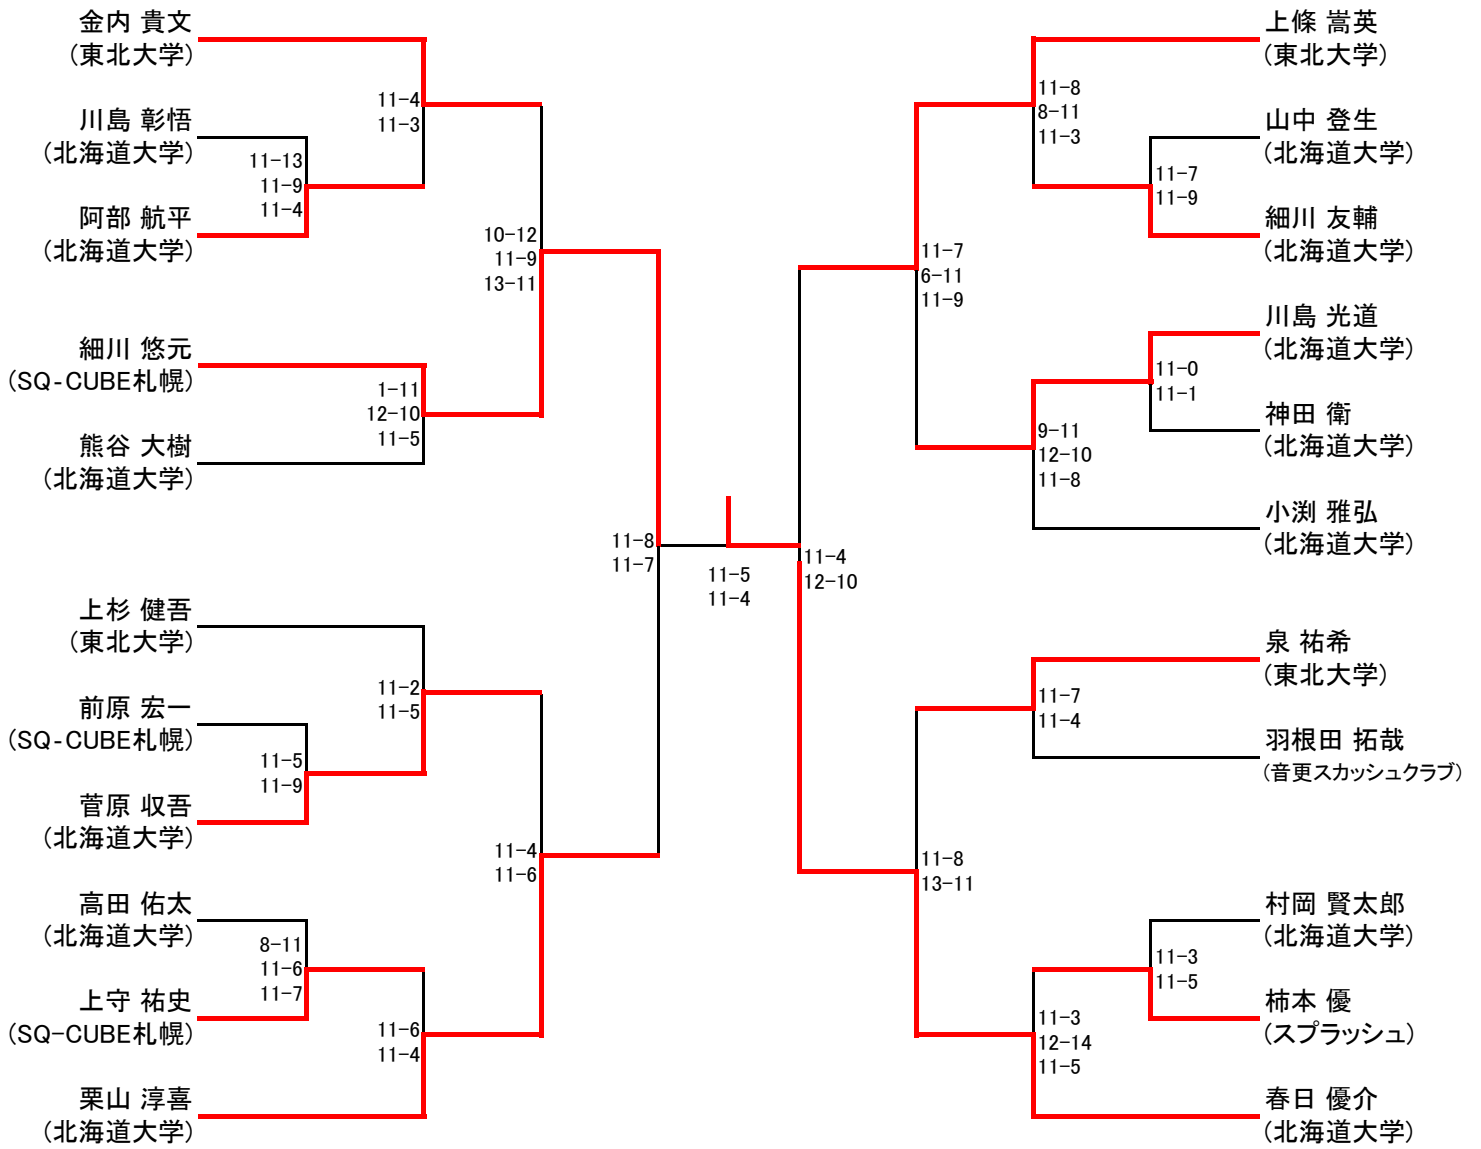 金内 貴文
(東北大学)
川島 彰悟
(北海道大学)
阿部 航平
(北海道大学)
細川 悠元
(SQ-CUBE札幌)
熊谷 大樹
(北海道大学)
上杉 健吾
(東北大学)
前原 宏一
(SQ-CUBE札幌)
菅原 収吾
(北海道大学)
高田 佑太
(北海道大学)
上守 祐史
(SQ-CUBE札幌)
栗山 淳喜
(北海道大学)
11-4
11-3
11-13
11-9
11-4
10-12
11-9
13-11
1-11
12-10
11-5
11-8
11-7
11-2
11-5
11-5
11-9
11-4
11-6
8-11
11-6
11-7
11-6
11-4
11-5
11-4
11-4
12-10
11-8
8-11
11-3
11-7
11-9
11-7
6-11
11-9
11-0
11-1
9-11
12-10
11-8
11-7
11-4
11-8
13-11
11-3
11-5
11-3
12-14
11-5
上條 嵩英
(東北大学)
山中 登生
(北海道大学)
細川 友輔
(北海道大学)
川島 光道
(北海道大学)
神田 衛
(北海道大学)
小渕 雅弘
(北海道大学)
泉 祐希
(東北大学)
羽根田 拓哉
(音更スカッシュクラブ)
村岡 賢太郎
(北海道大学)
柿本 優
(スプラッシュ)
春日 優介
(北海道大学)